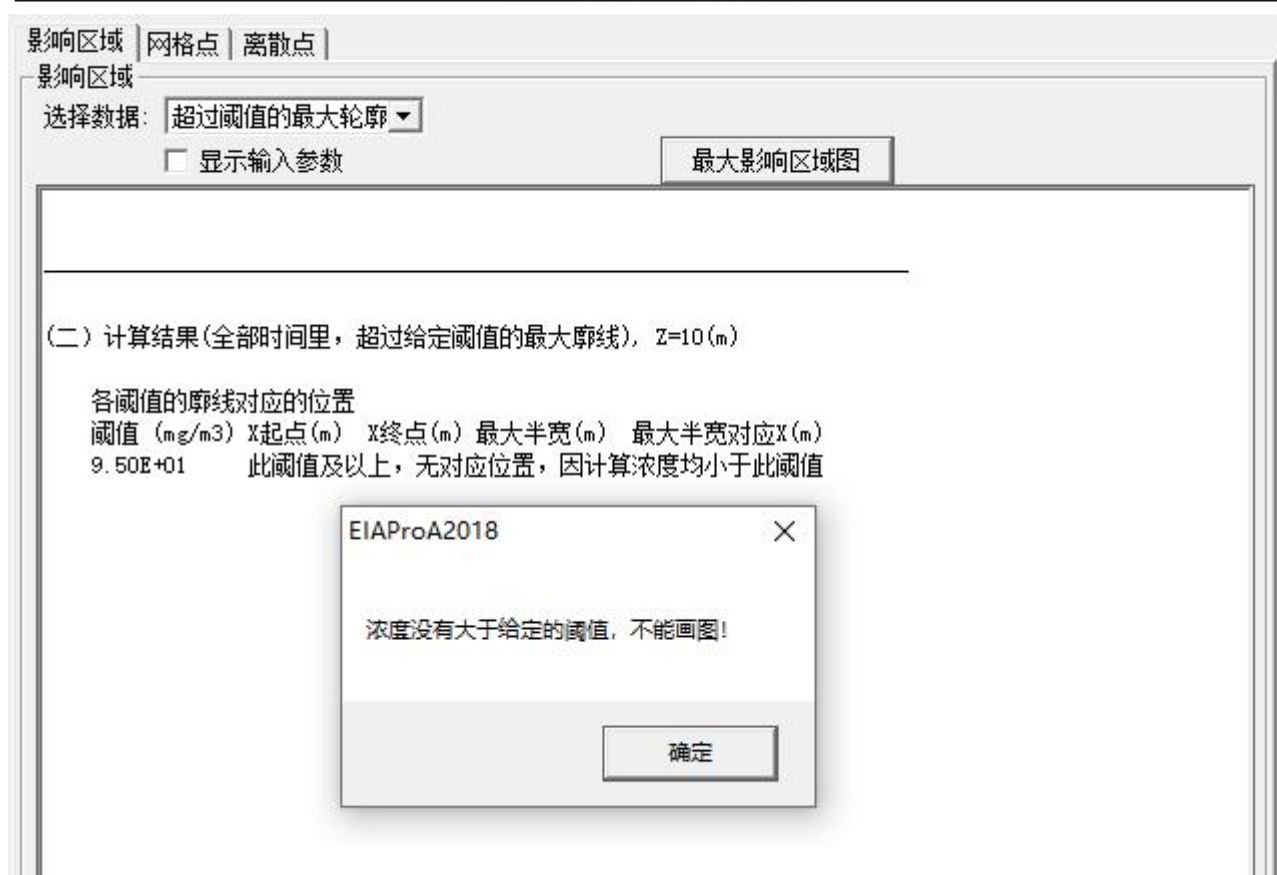 影响区域 网格点 离散点
影响区域
选择数据: 超过阈值的最大轮廓
显示输入参数 最大影响区域图
(二) 计算结果(全部时间里，超过给定阈值的最大廓线), Z=10(m)
各阈值的廓线对应的位置
阈值 (mg/m3) X起点(m) X终点(m) 最大半宽(m) 最大半宽对应X(m)
9.50E+01 此阈值及以上，无对应位置，因计算浓度均小于此阈值
EIAProA2018
浓度没有大于给定的阈值, 不能画图!
确定